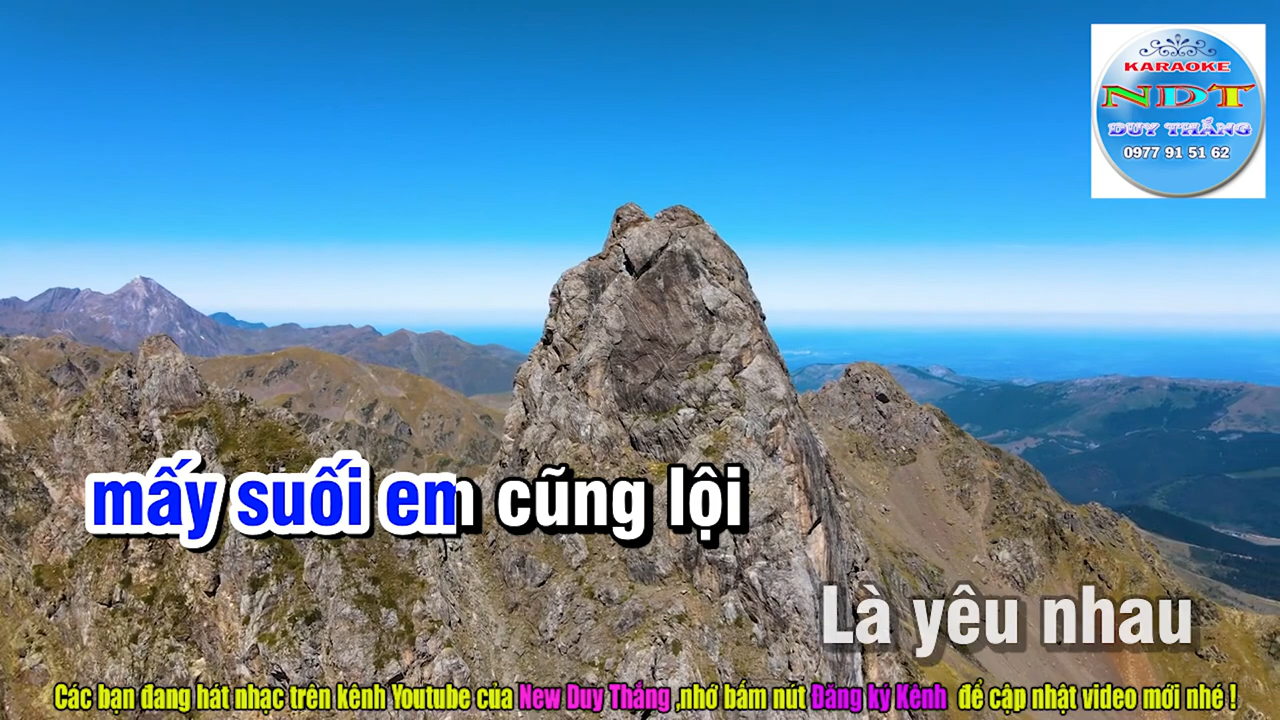 KARAOKE
NDT
DUY THẮNG
0977 91 51 62
mấy suối em cũng lội
Là yêu nhau
Các bạn đang hát nhạc trên kênh Youtube của New Duy Thắng ,nhớ bấm nút Đăng ký Kênh để cập nhật video mới nhé !